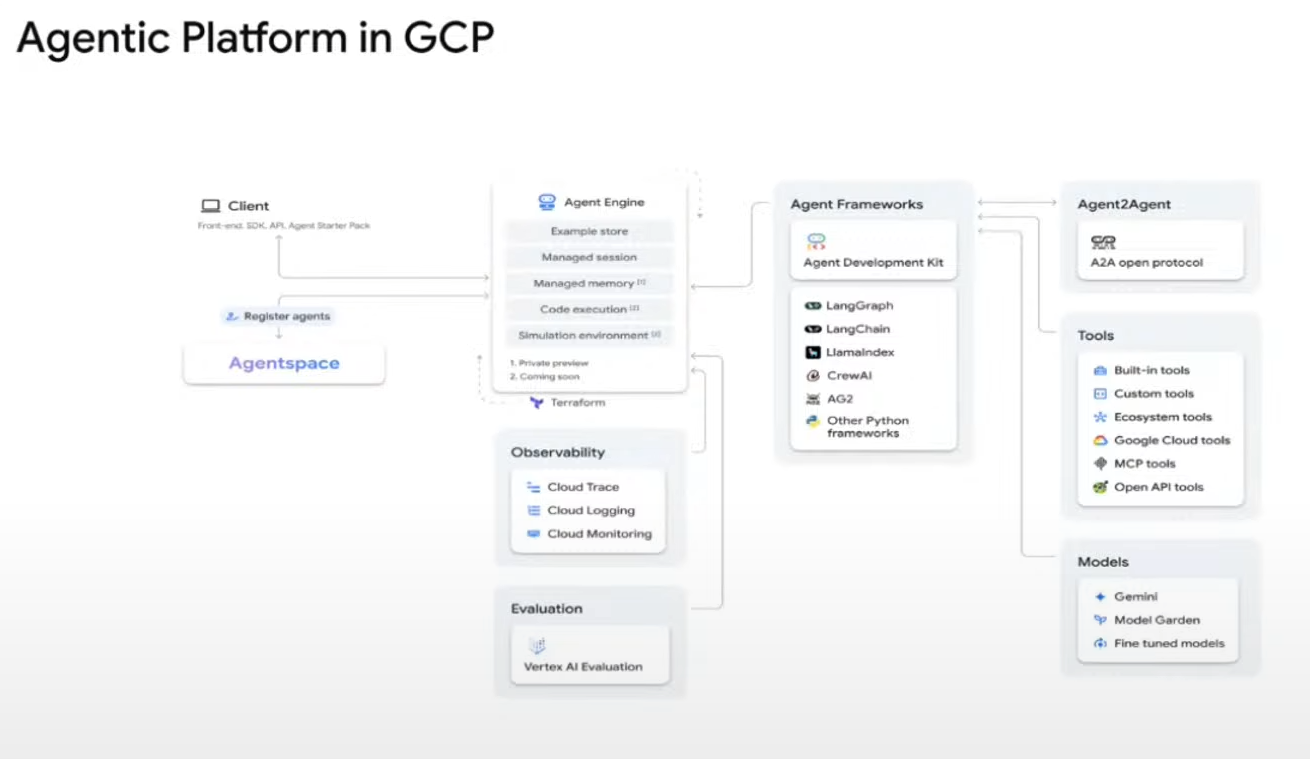 Agentic Platform in GCP
Client
Front-end, SDK, API, Agent Starter Pack
Register agents
Agentspace
Agent Engine
Example store
Managed session
Managed memory [1]
Code execution [2]
Simulation environment [2]
1. Private preview
2. Coming soon
Terraform
Observability
Cloud Trace
Cloud Logging
Cloud Monitoring
Evaluation
Vertex AI Evaluation
Agent Frameworks
Agent Development Kit
LangGraph
LangChain
LlamaIndex
CrewAI
AG2
Other Python
frameworks
Agent2Agent
A2A open protocol
Tools
Built-in tools
Custom tools
Ecosystem tools
Google Cloud tools
MCP tools
Open API tools
Models
Gemini
Model Garden
Fine tuned models